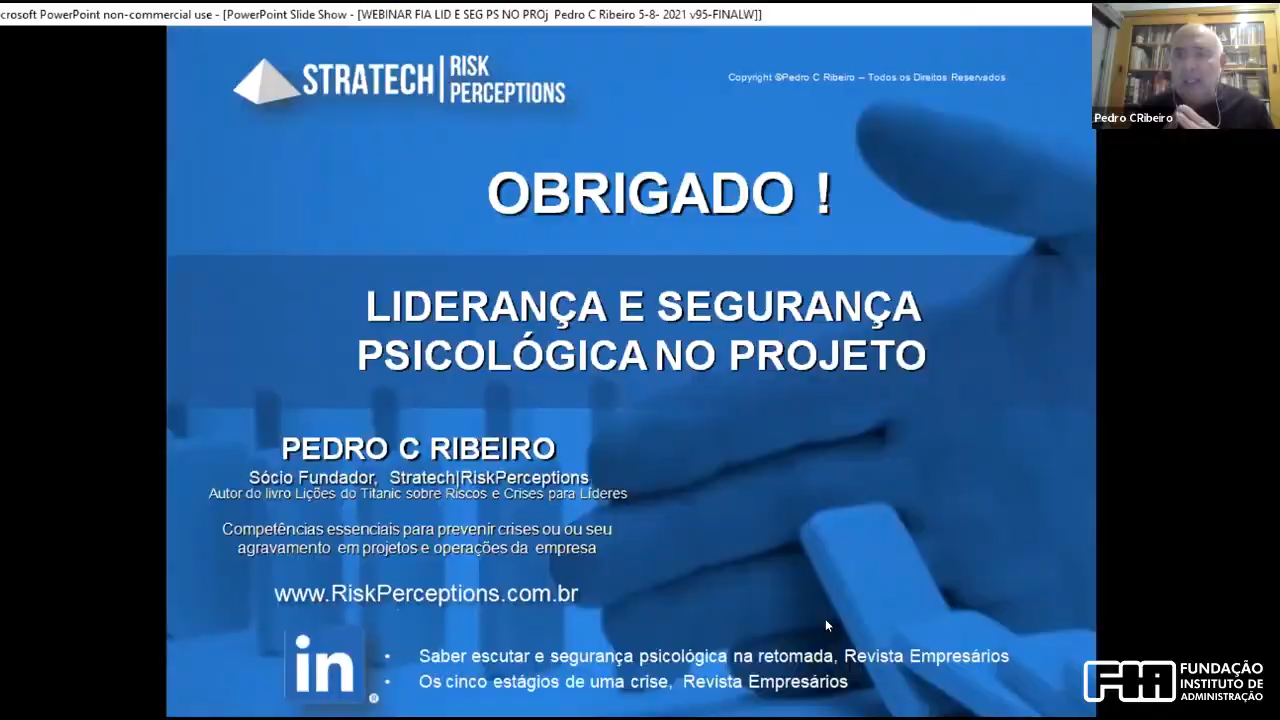 crosoft PowerPoint non-commercial use - [PowerPoint Slide Show - [WEBINAR FIA LID E SEG PS NO PROj Pedro C Ribeiro 5-8- 2021 v95-FINALW]]
STRATECH
RISK
PERCEPTIONS
Copyright ©Pedro C Ribeiro – Todos os Direitos Reservados
Pedro CRibeiro
OBRIGADO !
LIDERANÇA E SEGURANÇA
PSICOLÓGICA NO PROJETO
PEDRO C RIBEIRO
Sócio Fundador, Stratech|RiskPerceptions
Autor do livro Lições do Titanic sobre Riscos e Crises para Líderes
Competências essenciais para prevenir crises ou ou seu
agravamento em projetos e operações da empresa
www.RiskPerceptions.com.br
in ®
• Saber escutar e segurança psicológica na retomada, Revista Empresários
• Os cinco estágios de uma crise, Revista Empresários
FIA
FUNDAÇÃO
INSTITUTO DE
ADMINISTRAÇÃO